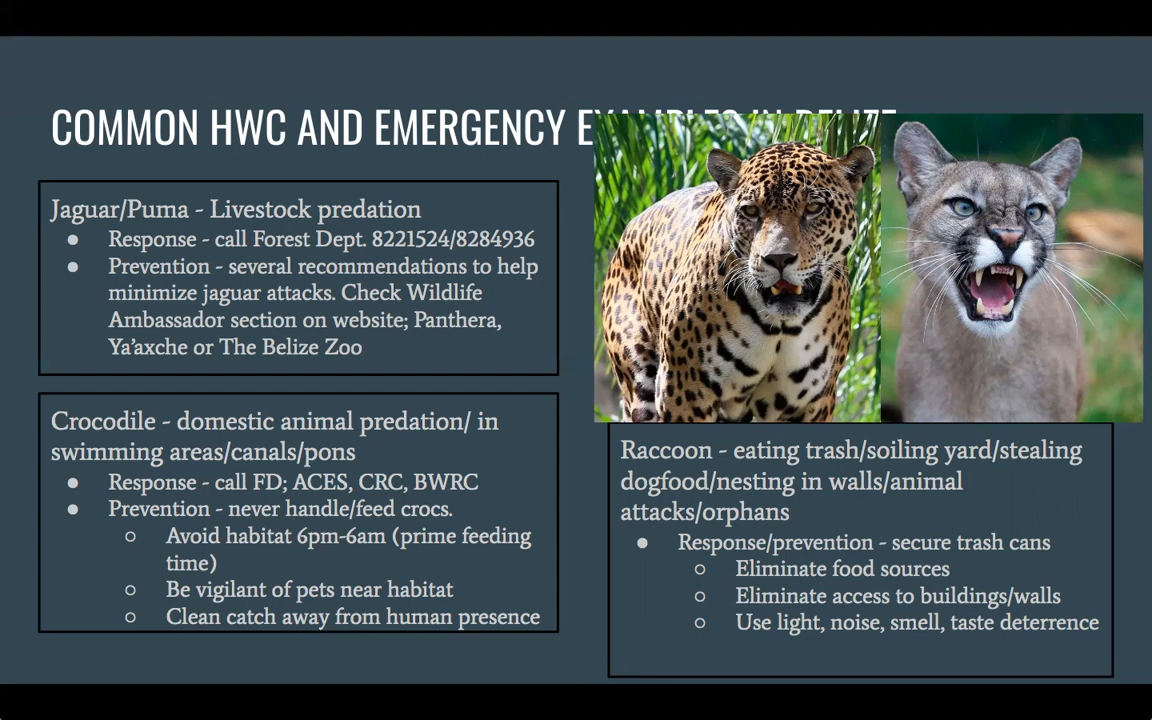 COMMON HWC AND EMERGENCY EXAMPLES IN BELIZE
Jaguar/Puma - Livestock predation
● Response - call Forest Dept. 8221524/8284936
● Prevention - several recommendations to help
minimize jaguar attacks. Check Wildlife
Ambassador section on website; Panthera,
Ya'axche or The Belize Zoo
Crocodile - domestic animal predation/ in
swimming areas/canals/pons
● Response - call FD; ACES, CRC, BWRC
● Prevention - never handle/feed crocs.
○ Avoid habitat 6pm-6am (prime feeding
time)
○ Be vigilant of pets near habitat
○ Clean catch away from human presence
Raccoon - eating trash/soiling yard/stealing
dogfood/nesting in walls/animal
attacks/orphans
● Response/prevention - secure trash cans
○ Eliminate food sources
○ Eliminate access to buildings/walls
○ Use light, noise, smell, taste deterrence